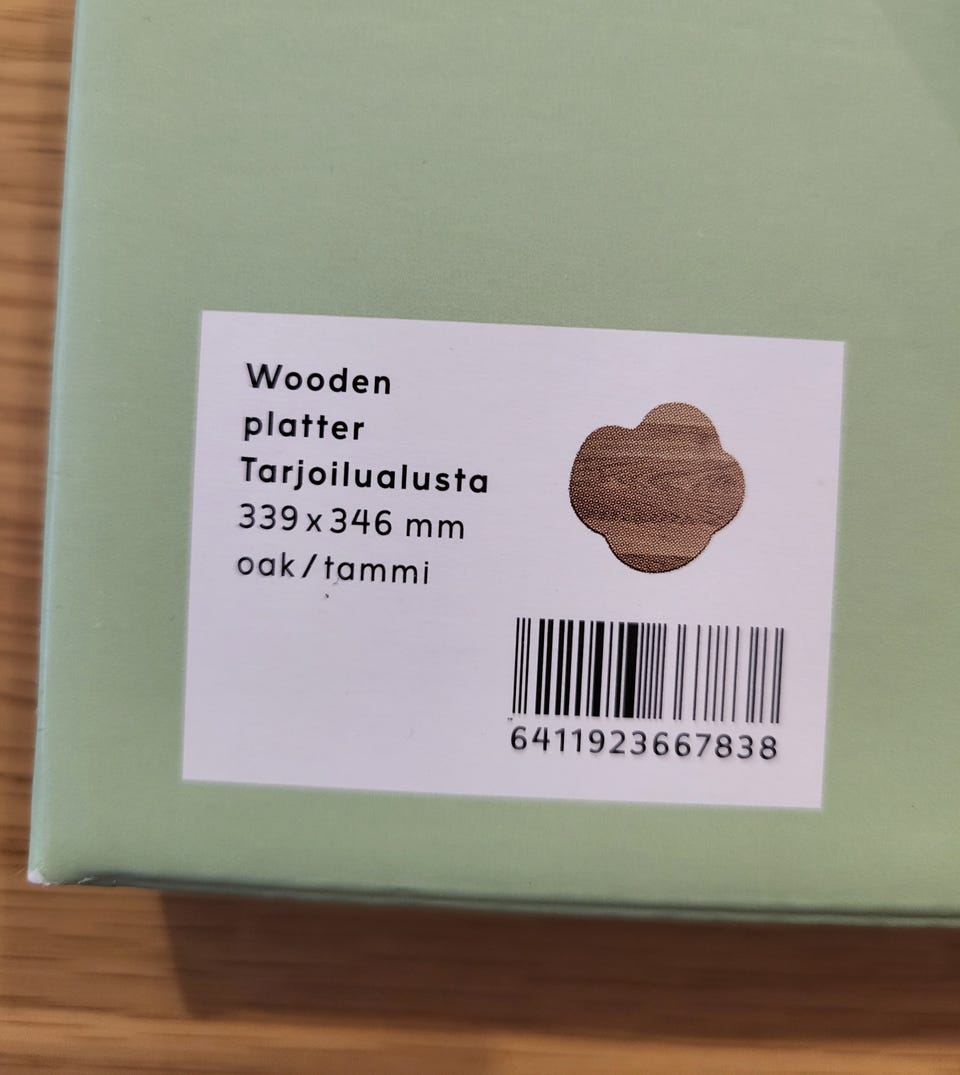 Wooden
platter
Tarjoilualusta
339 x 346 mm
oak/tammi
6411923667838